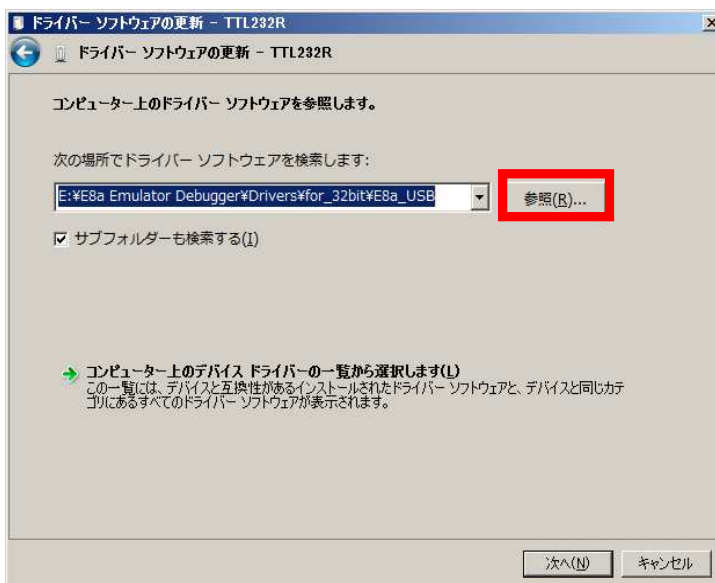 ドライバー ソフトウェアの更新 - TTL232R
ドライバー ソフトウェアの更新 - TTL232R
コンピューター上のドライバー ソフトウェアを参照します。
次の場所でドライバー ソフトウェアを検索します:
E:¥E8a Emulator Debugger¥Drivers¥for_32bit¥E8a_USB
参照(R)...
サブフォルダーも検索する(I)
コンピューター上のデバイス ドライバーの一覧から選択します(L)
この一覧には、デバイスと互換性があるインストールされたドライバー ソフトウェアと、デバイスと同じカテ
ゴリにあるすべてのドライバー ソフトウェアが表示されます。
次へ(N)
キャンセル